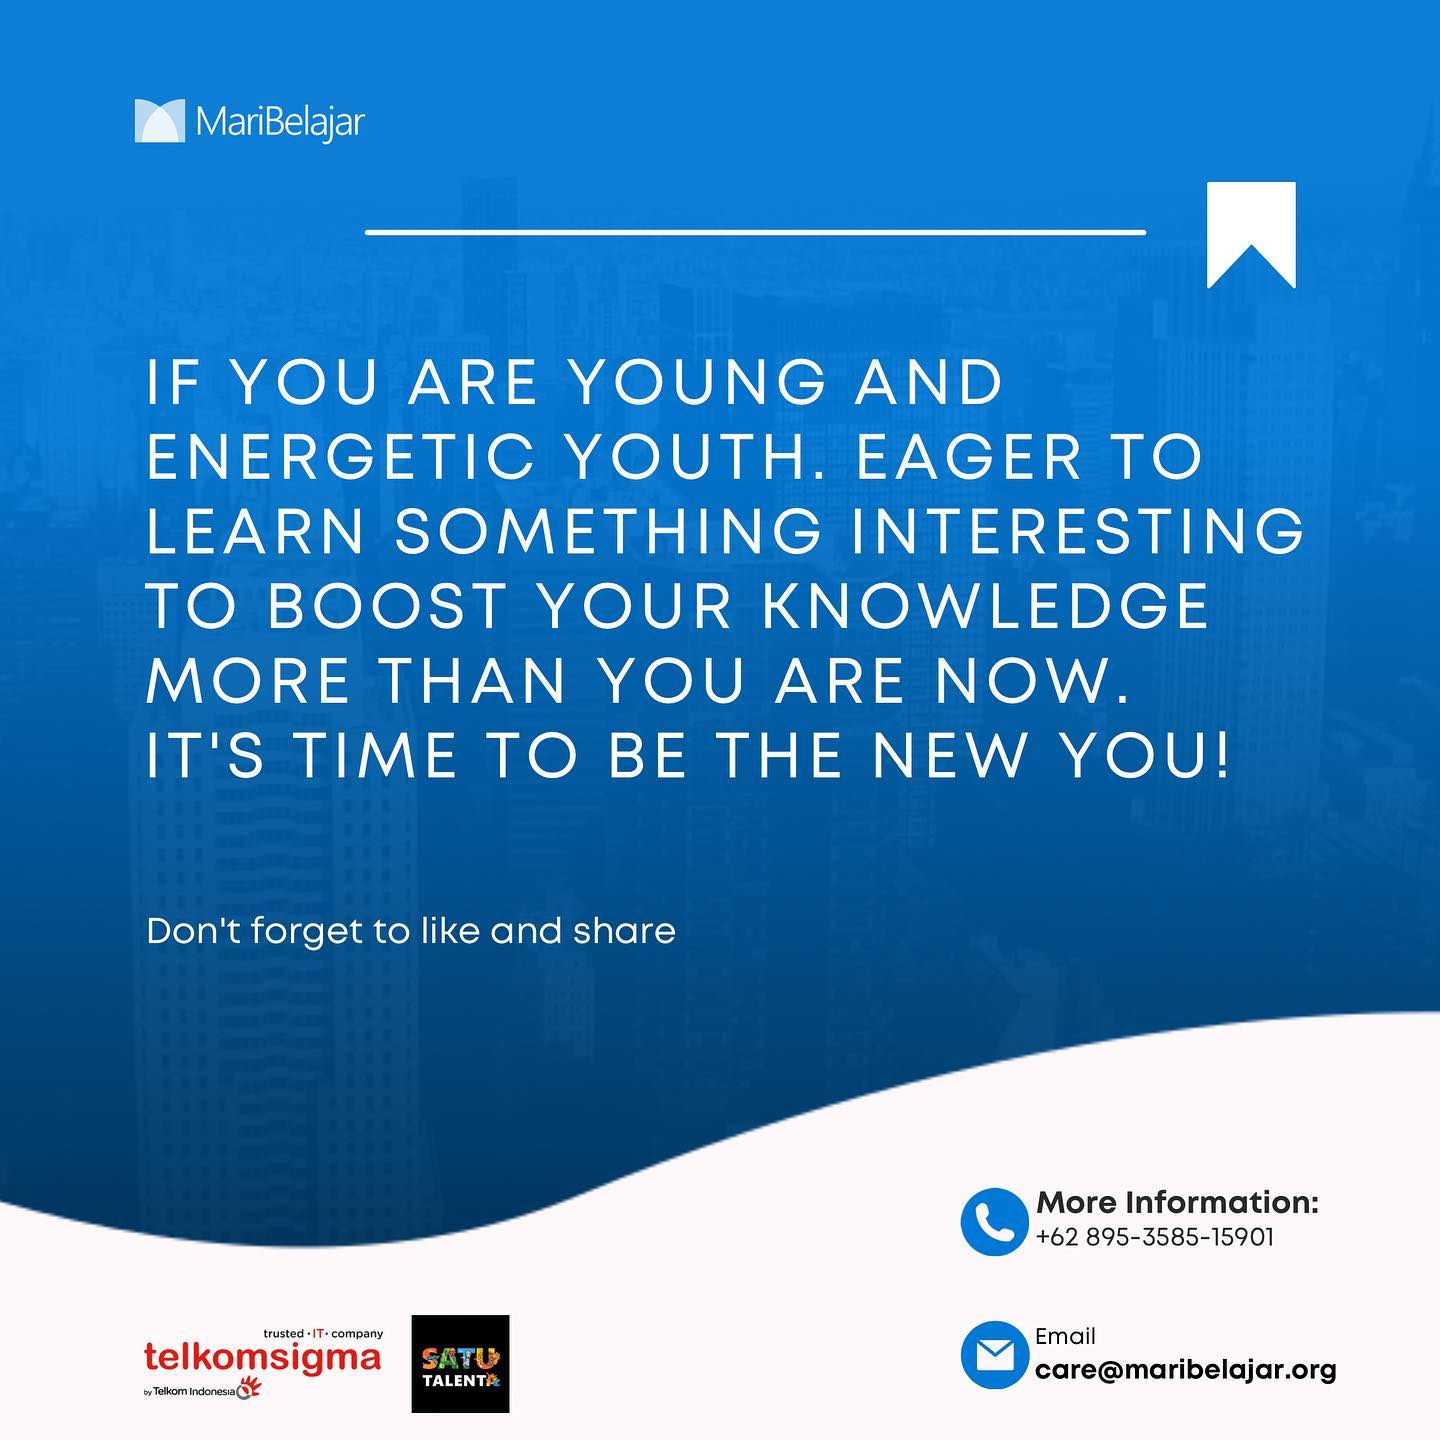 MariBelajar
IF YOU ARE YOUNG AND
ENERGETIC YOUTH. EAGER TO
LEARN SOMETHING INTERESTING
TO BOOST YOUR KNOWLEDGE
MORE THAN YOU ARE NOW.
IT'S TIME TO BE THE NEW YOU!
Don't forget to like and share
More Information:
+62 895-3585-15901
Email
care@maribelajar.org
trusted · IT · company
telkomsigma
by Telkom Indonesia
SATU
TALENTA